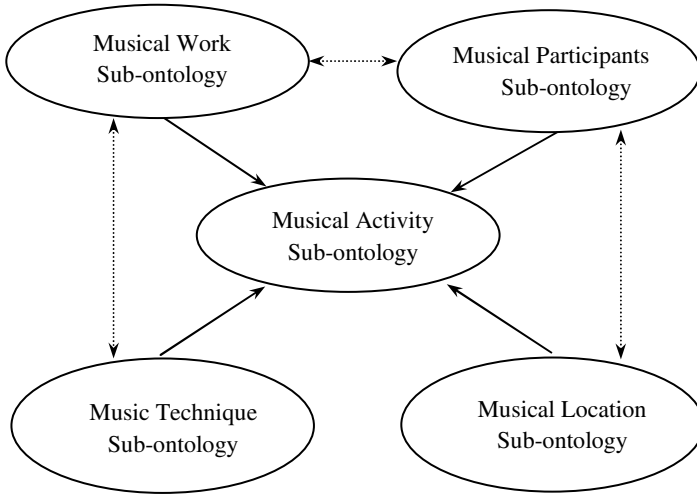 Musical Work
Sub-ontology
Musical Participants
Sub-ontology
Musical Activity
Sub-ontology
Music Technique
Sub-ontology
Musical Location
Sub-ontology